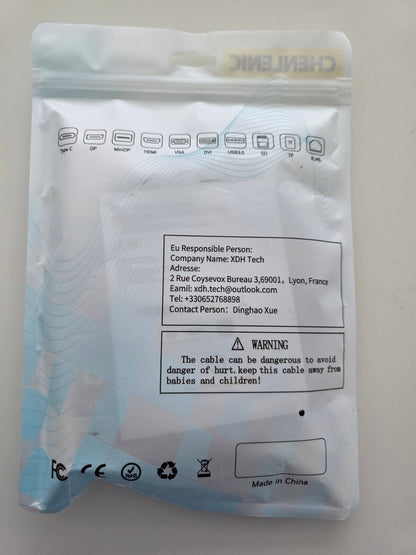 CHENLENIC
Type-C DP MiniDP HDMI VGA DVI USB3.0 SD TF RJ45
Eu Responsible Person:
Company Name: XDH Tech
Adresse:
2 Rue Coysevox Bureau 3,69001, Lyon, France
Eamil: xdh.tech@outlook.com
Tel: +330652768898
Contact Person: Dinghao Xue
⚠ WARNING
The cable can be dangerous to avoid
danger of hurt.keep this cable away from
babies and children!
FC CE RoHS
Made in China